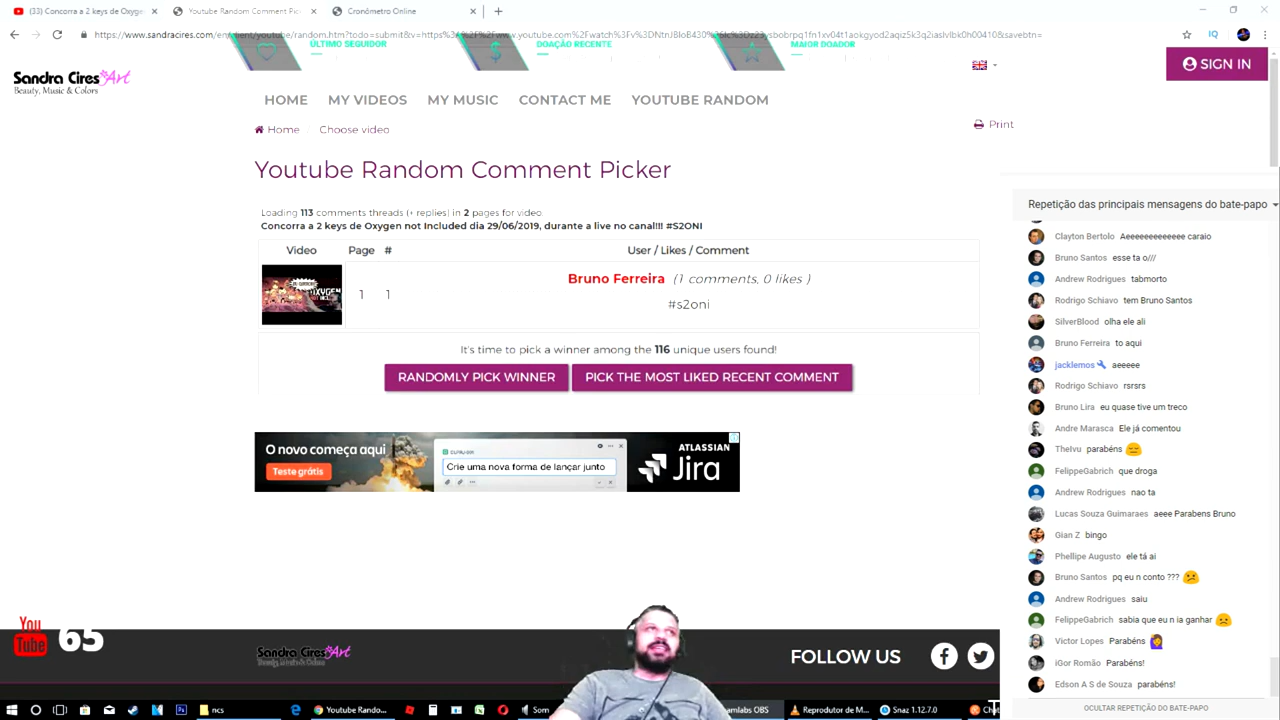 (33) Concorra a 2 keys de Oxyge
Youtube Random Comment Pic
Cronômetro Online
ÚLTIMO SEGUIDOR
DOAÇÃO RECENTE
MAIOR DOADOR
Sandra Cires Art
Beauty, Music & Colors
SIGN IN
HOME MY VIDEOS MY MUSIC CONTACT ME YOUTUBE RANDOM
Home Choose video
Print
Youtube Random Comment Picker
Loading 113 comments threads (+ replies) in 2 pages for video
Concorra a 2 keys de Oxygen not Included dia 29/06/2019, durante a live no canal!!! #S2ONI
Video Page # User / Likes / Comment
1 1 Bruno Ferreira (1 comments, 0 likes )
#s2oni
It's time to pick a winner among the 116 unique users found!
RANDOMLY PICK WINNER PICK THE MOST LIKED RECENT COMMENT
O novo começa aqui
Teste grátis
Crie uma nova forma de lançar junto
ATLASSIAN
Jira
Repetição das principais mensagens do bate-papo
Clayton Bertolo Aeeeeeeeeeeeee caraio
Bruno Santos esse ta o///
Andrew Rodrigues tabmorto
Rodrigo Schiavo tem Bruno Santos
SilverBlood olha ele ali
Bruno Ferreira to aqui
jacklemos aeeeee
Rodrigo Schiavo rsrsrs
Bruno Lira eu quase tive um treco
Andre Marasca Ele já comentou
TheIvu parabéns 😑
FelippeGabrich que droga
Andrew Rodrigues nao ta
Lucas Souza Guimaraes aeee Parabens Bruno
Gian Z bingo
Phellipe Augusto ele tá ai
Bruno Santos pq eu n conto ??? 😕
Andrew Rodrigues saiu
FelippeGabrich sabia que eu n ia ganhar ☹️
Victor Lopes Parabéns 🙋‍♀️
iGor Romão Parabéns!
Edson A S de Souza parabéns!
OCULTAR REPETIÇÃO DO BATE-PAPO
You Tube 65
Sandra Cires Art
FOLLOW US
ncs
Youtube Rando...
Som
amlabs OBS
Reprodutor de M...
Snaz 1.12.7.0